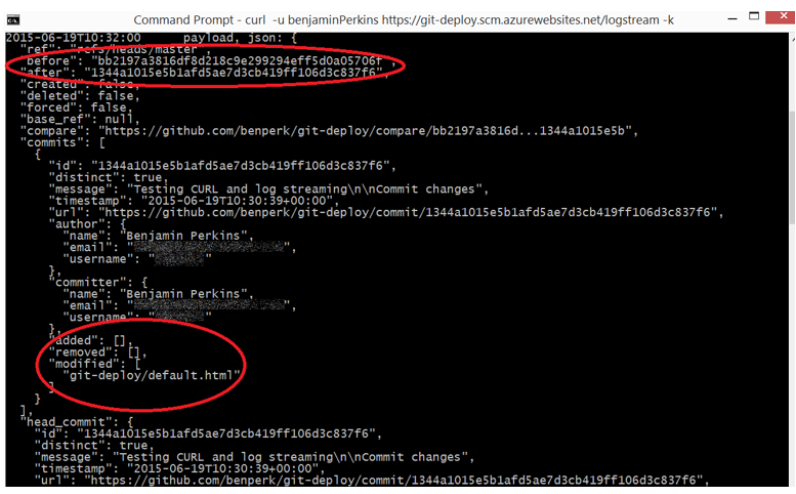 Command Prompt - curl -u benjaminPerkins https://git-deploy.scm.azurewebsites.net/logstream -k
2015-06-19T10:32:00 payload, json: {
"ref": "refs/heads/master",
"before": "bb2197a3816df8d218c9e299294eff5d0a05706f",
"after": "1344a1015e5b1afd5ae7d3cb419ff106d3c837f6",
"created": false,
"deleted": false,
"forced": false,
"base_ref": null,
"compare": "https://github.com/benperk/git-deploy/compare/bb2197a3816d...1344a1015e5b",
"commits": [
{
"id": "1344a1015e5b1afd5ae7d3cb419ff106d3c837f6",
"distinct": true,
"message": "Testing CURL and log streaming\n\nCommit changes",
"timestamp": "2015-06-19T10:30:39+00:00",
"url": "https://github.com/benperk/git-deploy/commit/1344a1015e5b1afd5ae7d3cb419ff106d3c837f6",
"author": {
"name": "Benjamin Perkins",
"email": "",
"username": ""
},
"committer": {
"name": "Benjamin Perkins",
"email": "",
"username": ""
},
"added": [],
"removed": [],
"modified": [
"git-deploy/default.html"
]
}
],
"head_commit": {
"id": "1344a1015e5b1afd5ae7d3cb419ff106d3c837f6",
"distinct": true,
"message": "Testing CURL and log streaming\n\nCommit changes",
"timestamp": "2015-06-19T10:30:39+00:00",
"url": "https://github.com/benperk/git-deploy/commit/1344a1015e5b1afd5ae7d3cb419ff106d3c837f6",